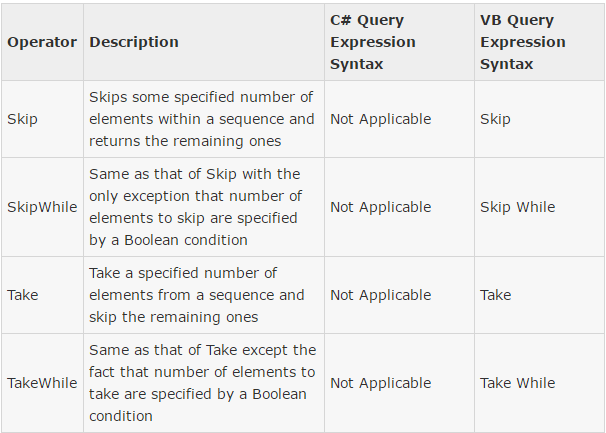 Operator Description C# Query Expression Syntax VB Query Expression Syntax
Skip Skips some specified number of elements within a sequence and returns the remaining ones Not Applicable Skip
SkipWhile Same as that of Skip with the only exception that number of elements to skip are specified by a Boolean condition Not Applicable Skip While
Take Take a specified number of elements from a sequence and skip the remaining ones Not Applicable Take
TakeWhile Same as that of Take except the fact that number of elements to take are specified by a Boolean condition Not Applicable Take While